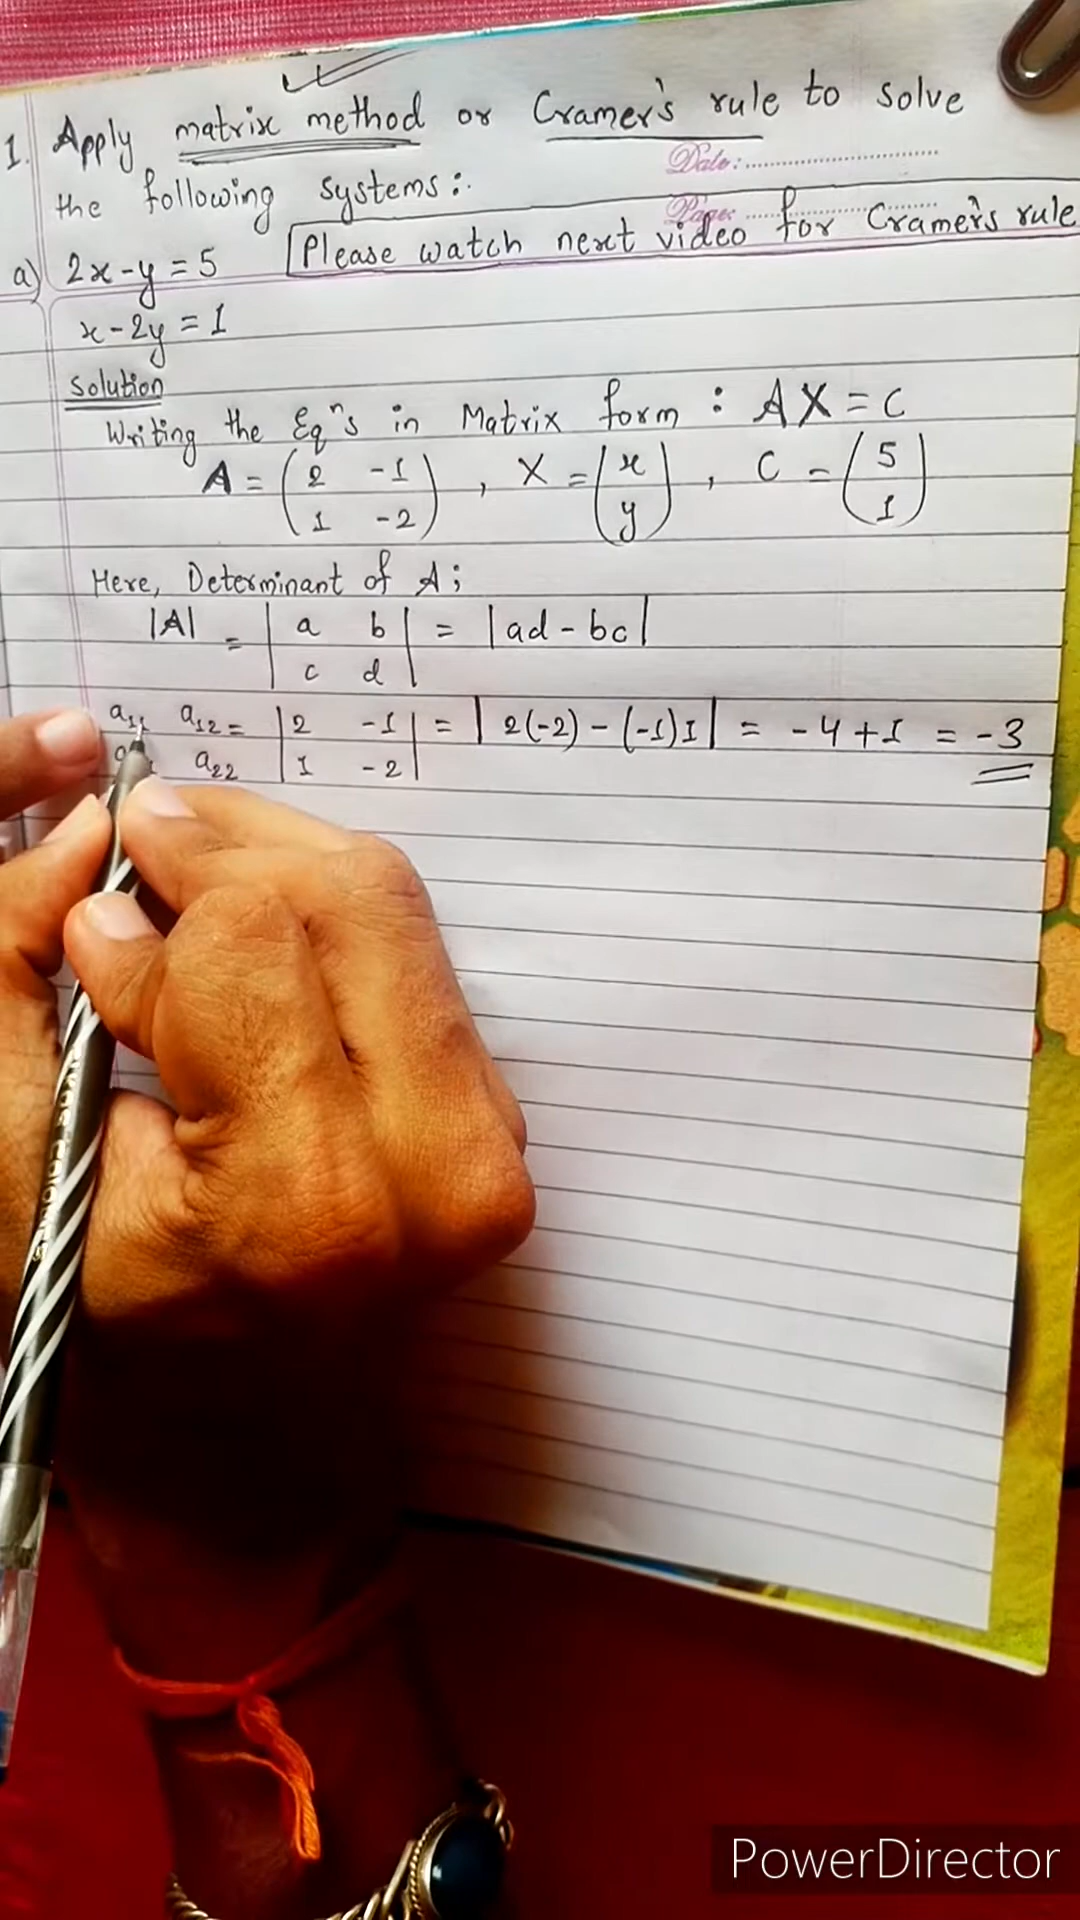 1. Apply matrix method or Cramer's rule to solve
Date:
the following systems:
Page:
Please watch next video for Cramer's rule
a) 2x-y=5
x-2y=1
Solution
Writing the Eqn's in Matrix form : AX=C
A = (2 -1 , X = (x , C = (5
1 -2) y) 1)
Here, Determinant of A;
|A| = |a b| = |ad-bc|
c d
a11 a12 = |2 -1| = |2(-2)-(-1)1| = -4+1 = -3
a22 |1 -2|
PowerDirector